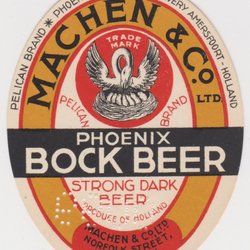 PELICAN BRAND ★ PHOENIX BREWERY AMERSFOORT - HOLLAND
MACHEN & Co. LTD
TRADE MARK
PELICAN BRAND
PHOENIX
BOCK BEER
STRONG DARK
BEER
PRODUCE OF HOLLAND
MACHEN & Co LTD
NORFOLK STREET,